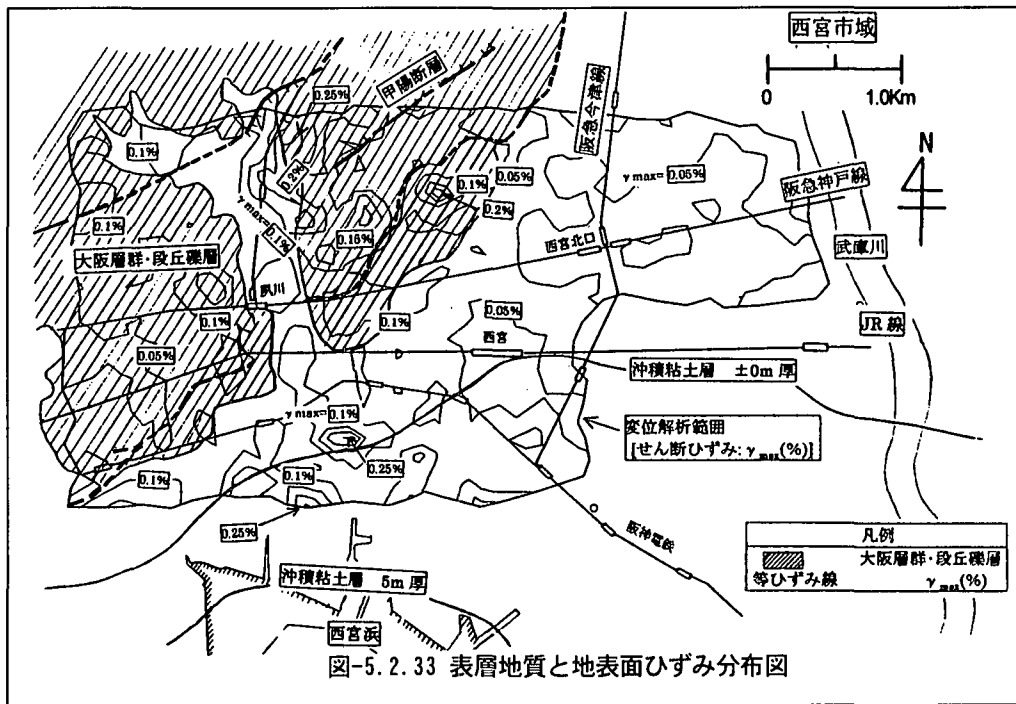 西宮市域
0 1.0Km
N
甲陽断層
阪急今津線
阪急神戸線
武庫川
JR線
0.25%
0.1%
0.2%
0.05%
0.1%
0.2%
γmax=0.05%
γmax=0.1%
0.15%
0.1%
大阪層群・段丘礫層
西宮北口
夙川
0.1%
0.1%
0.05%
西宮
0.05%
沖積粘土層 ±0m厚
γmax=0.1%
変位解析範囲
[せん断ひずみ:γmax(%)]
0.25%
0.1%
0.1%
0.25%
阪神電鉄
沖積粘土層 5m厚
西宮浜
凡例
大阪層群・段丘礫層
等ひずみ線 γmax(%)
図-5.2.33 表層地質と地表面ひずみ分布図